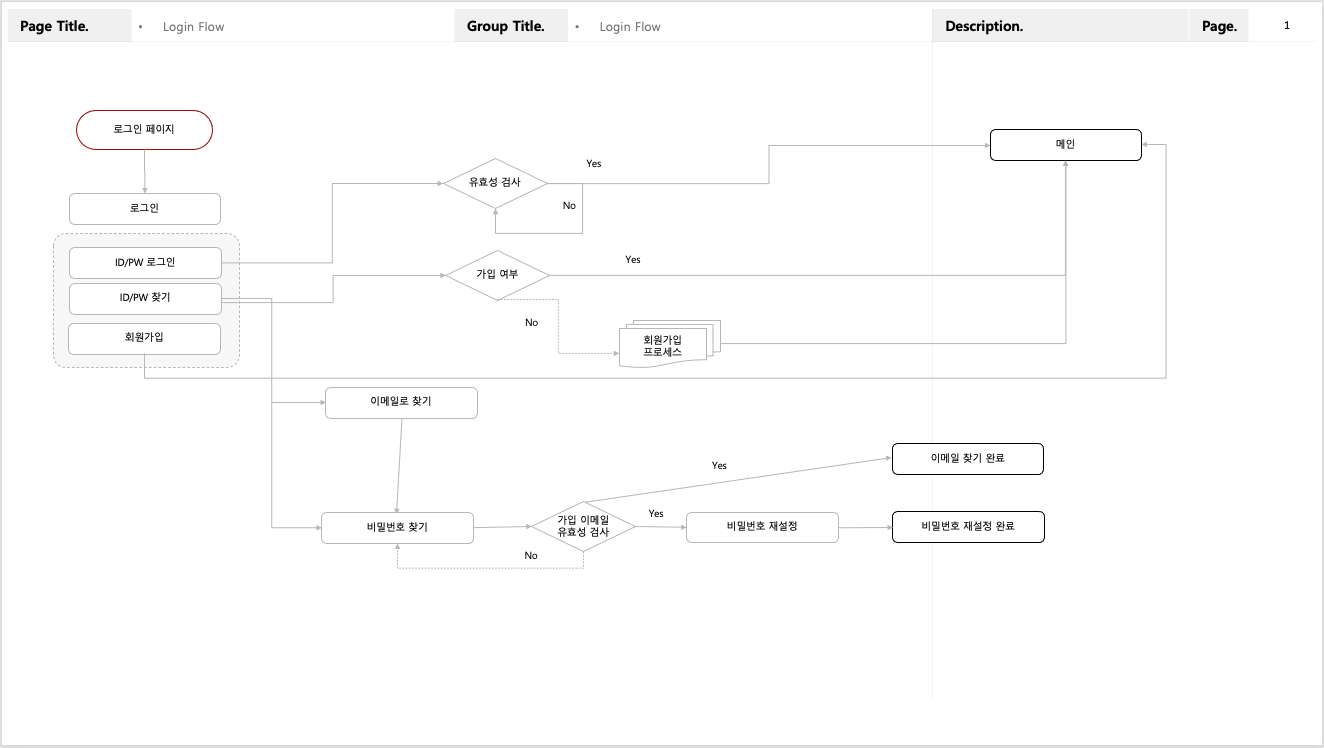 Page Title.
•
Login Flow
Group Title.
•
Login Flow
Description.
Page.
1
로그인 페이지
로그인
ID/PW 로그인
ID/PW 찾기
회원가입
유효성 검사
Yes
No
메인
가입 여부
Yes
No
회원가입
프로세스
이메일로 찾기
비밀번호 찾기
가입 이메일
유효성 검사
Yes
Yes
No
이메일 찾기 완료
비밀번호 재설정
비밀번호 재설정 완료